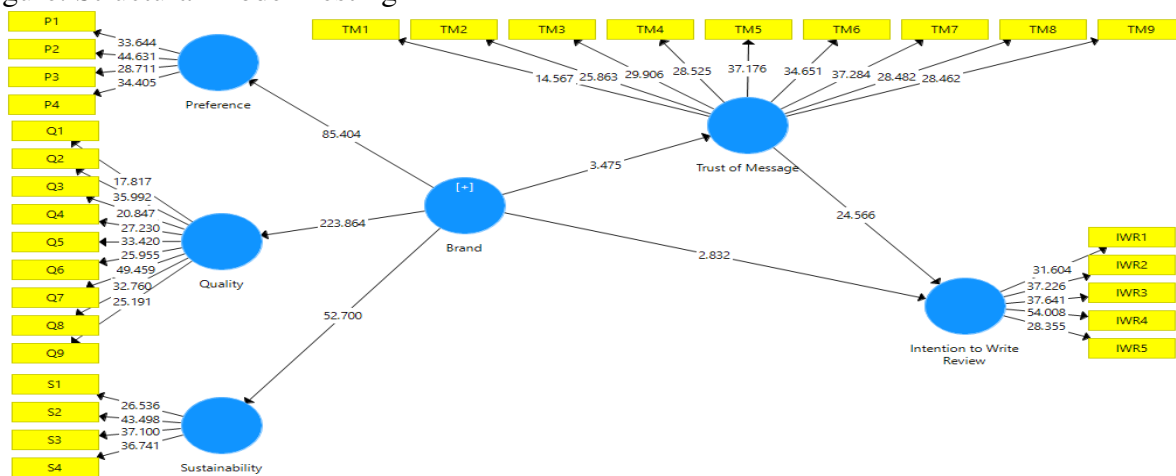 P1
P2
P3
P4
33.644
44.631
28.711
34.405
Preference
TM1
TM2
TM3
TM4
TM5
TM6
TM7
TM8
TM9
14.567
25.863
29.906
28.525
37.176
34.651
37.284
28.482
28.462
Trust of Message
Q1
Q2
Q3
Q4
Q5
Q6
Q7
Q8
Q9
17.817
35.992
20.847
27.230
33.420
25.955
49.459
32.760
25.191
Quality
85.404
223.864
52.700
[+]
Brand
3.475
2.832
24.566
IWR1
IWR2
IWR3
IWR4
IWR5
31.604
37.226
37.641
54.008
28.355
Intention to Write
Review
S1
S2
S3
S4
26.536
43.498
37.100
36.741
Sustainability